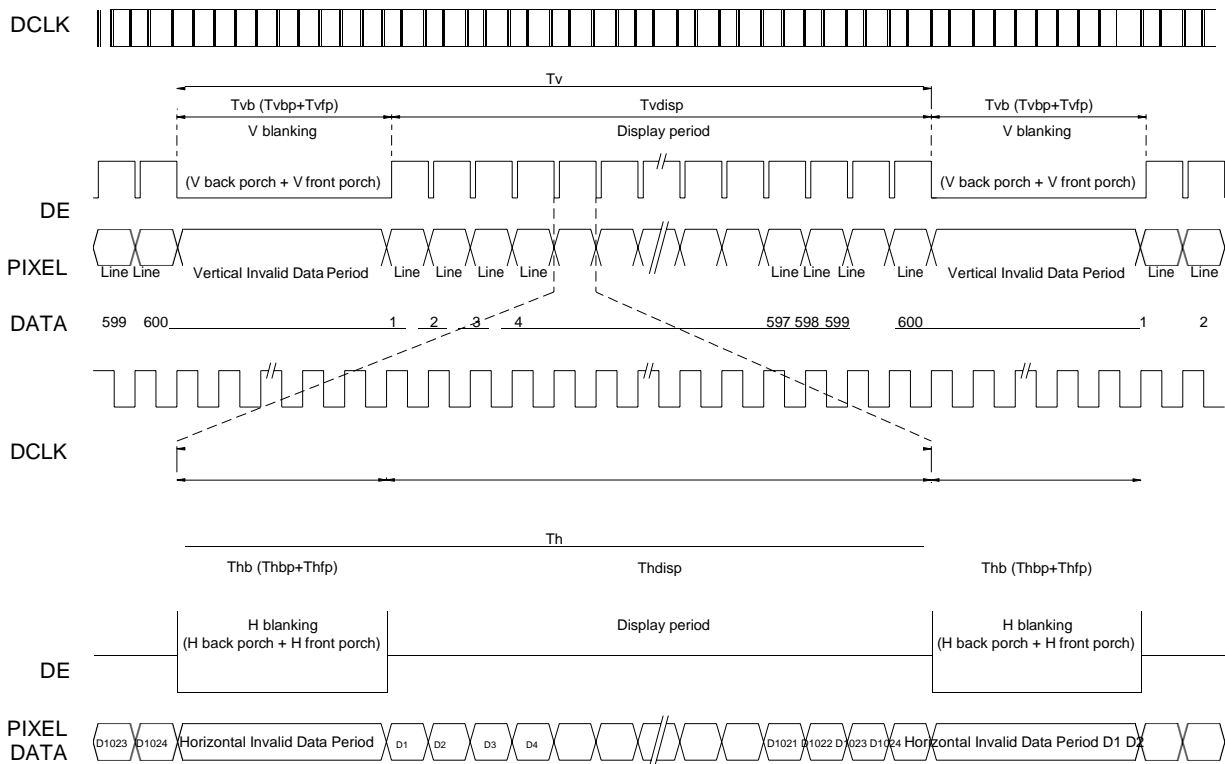 DCLK
Tv
Tvb (Tvbp+Tvfp) Tvdisp Tvb (Tvbp+Tvfp)
V blanking Display period V blanking
(V back porch + V front porch) (V back porch + V front porch)
DE
PIXEL Line Line Vertical Invalid Data Period Line Line Line Line Line Line Line Line Vertical Invalid Data Period Line Line
DATA 599 600 1 2 3 4 597 598 599 600 1 2
DCLK
Th
Thb (Thbp+Thfp) Thdisp Thb (Thbp+Thfp)
H blanking Display period H blanking
(H back porch + H front porch) (H back porch + H front porch)
DE
PIXEL
DATA D1023 D1024 Horizontal Invalid Data Period D1 D2 D3 D4 D1021 D1022 D1023 D1024 Horizontal Invalid Data Period D1 D2